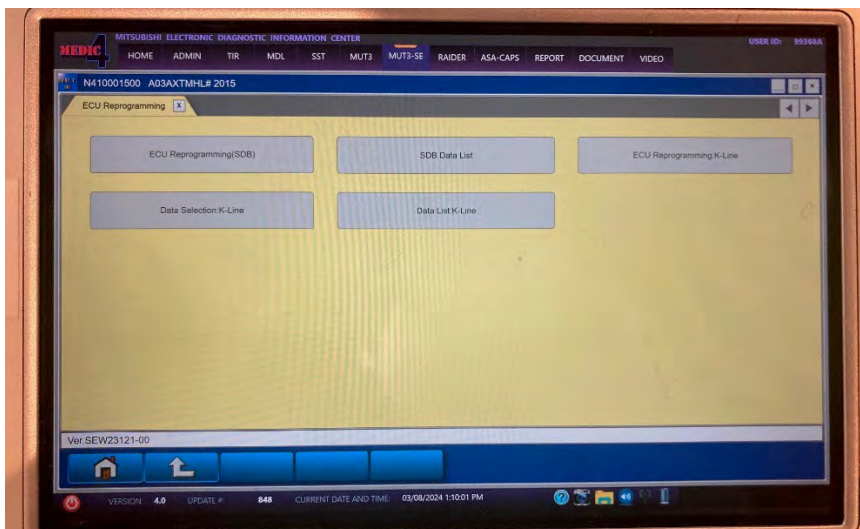 MITSUBISHI ELECTRONIC DIAGNOSTIC INFORMATION CENTER
MEDIC 4
USER ID: 99360A
HOME ADMIN TIR MDL SST MUT3 MUT3-SE RAIDER ASA-CAPS REPORT DOCUMENT VIDEO
N410001500 A03AXTMHL# 2015
ECU Reprogramming X
ECU Reprogramming(SDB) SDB Data List ECU Reprogramming:K-Line
Data Selection:K-Line Data List:K-Line
Ver.SEW23121-00
VERSION: 4.0 UPDATE #: 848 CURRENT DATE AND TIME: 03/08/2024 1:10:01 PM